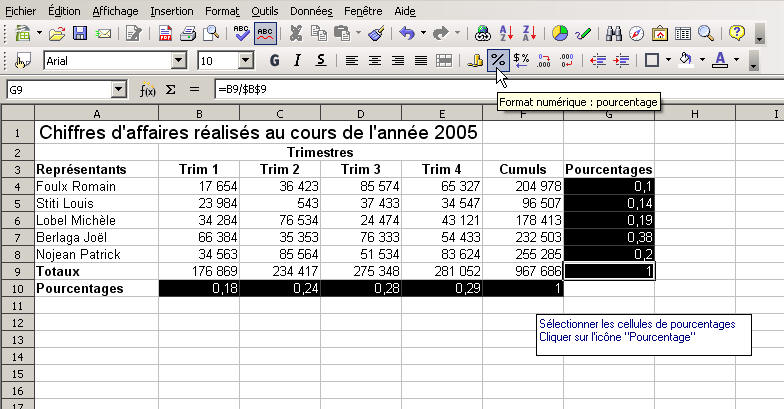 Fichier Édition Affichage Insertion Format Outils Données Fenêtre Aide
Arial 10 G I S
G9 f(x) Σ = =B9/$B$9
Format numérique : pourcentage
A B C D E F G H I
1 Chiffres d'affaires réalisés au cours de l'année 2005
2 Trimestres
3 Représentants Trim 1 Trim 2 Trim 3 Trim 4 Cumuls Pourcentages
4 Foulx Romain 17 654 36 423 85 574 65 327 204 978 0,1
5 Stiti Louis 23 984 543 37 433 34 547 96 507 0,14
6 Lobel Michèle 34 284 76 534 24 474 43 121 178 413 0,19
7 Berlaga Joël 66 384 35 353 76 333 54 433 232 503 0,38
8 Nojean Patrick 34 563 85 564 51 534 83 624 255 285 0,2
9 Totaux 176 869 234 417 275 348 281 052 967 686 1
10 Pourcentages 0,18 0,24 0,28 0,29 1
11
12 Sélectionner les cellules de pourcentages
13 Cliquer sur l'icône "Pourcentage"
14
15
16
17